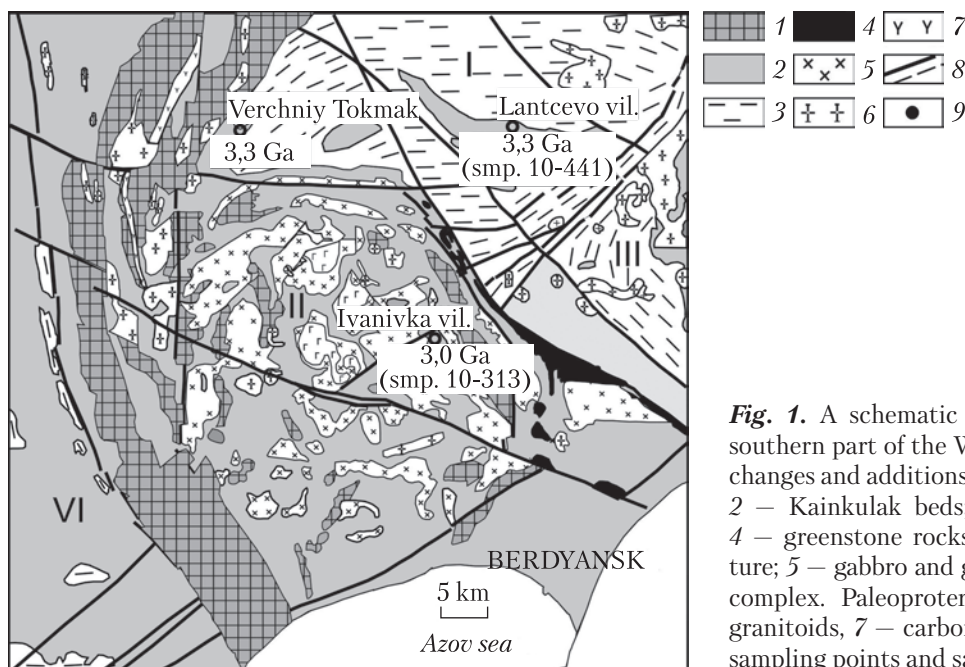 I
Verchniy Tokmak
3,3 Ga
Lantcevo vil.
3,3 Ga
(smp. 10-441)
III
II
Ivanivka vil.
3,0 Ga
(smp. 10-313)
VI
BERDYANSK
5 km
Azov sea
1 4 7
2 5 8
3 6 9
Fig. 1. A schematic
southern part of the
changes and additions
2 — Kainkulak beds
4 — greenstone rocks
ture; 5 — gabbro and
complex. Paleoproter
granitoids, 7 — carbo
sampling points and sa